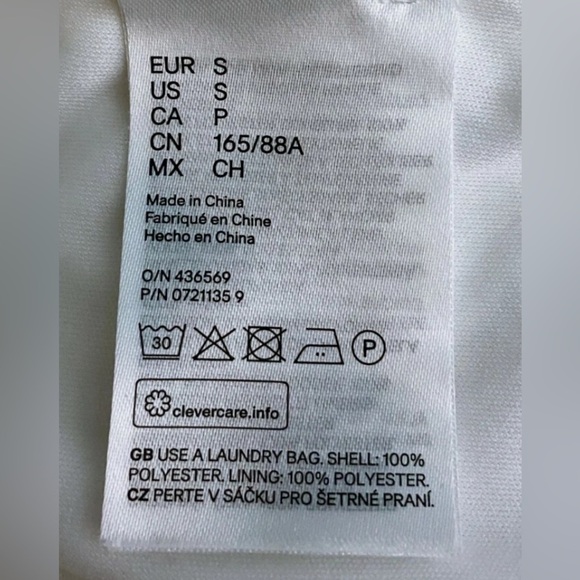 EUR S
US S
CA P
CN 165/88A
MX CH
Made in China
Fabriqué en Chine
Hecho en China
O/N 436569
P/N 0721135 9
30 P
clevercare.info
GB USE A LAUNDRY BAG. SHELL: 100%
POLYESTER. LINING: 100% POLYESTER.
CZ PERTE V SÁČKU PRO ŠETRNÉ PRANÍ.